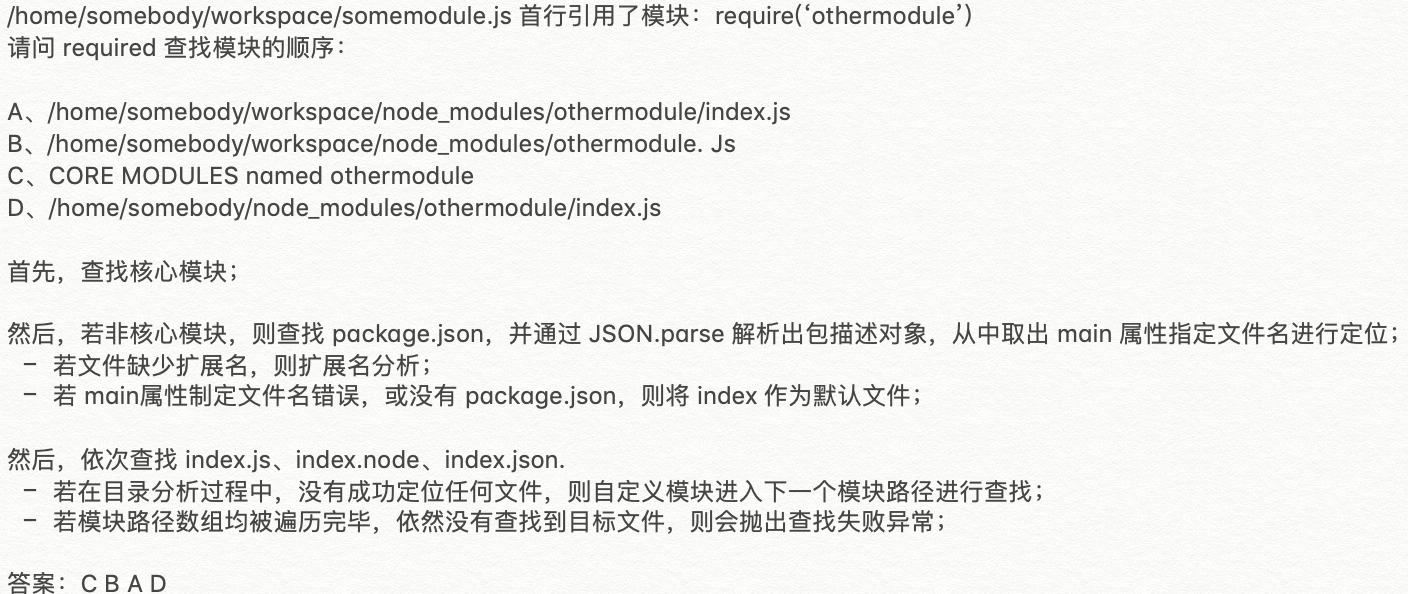 /home/somebody/workspace/somemodule.js 首行引用了模块：require(‘othermodule’)
请问 required 查找模块的顺序：
A、/home/somebody/workspace/node_modules/othermodule/index.js
B、/home/somebody/workspace/node_modules/othermodule. Js
C、CORE MODULES named othermodule
D、/home/somebody/node_modules/othermodule/index.js
首先，查找核心模块；
然后，若非核心模块，则查找 package.json，并通过 JSON.parse 解析出包描述对象，从中取出 main 属性指定文件名进行定位；
– 若文件缺少扩展名，则扩展名分析；
– 若 main属性制定文件名错误，或没有 package.json，则将 index 作为默认文件；
然后，依次查找 index.js、index.node、index.json.
– 若在目录分析过程中，没有成功定位任何文件，则自定义模块进入下一个模块路径进行查找；
– 若模块路径数组均被遍历完毕，依然没有查找到目标文件，则会抛出查找失败异常；
答案：C B A D